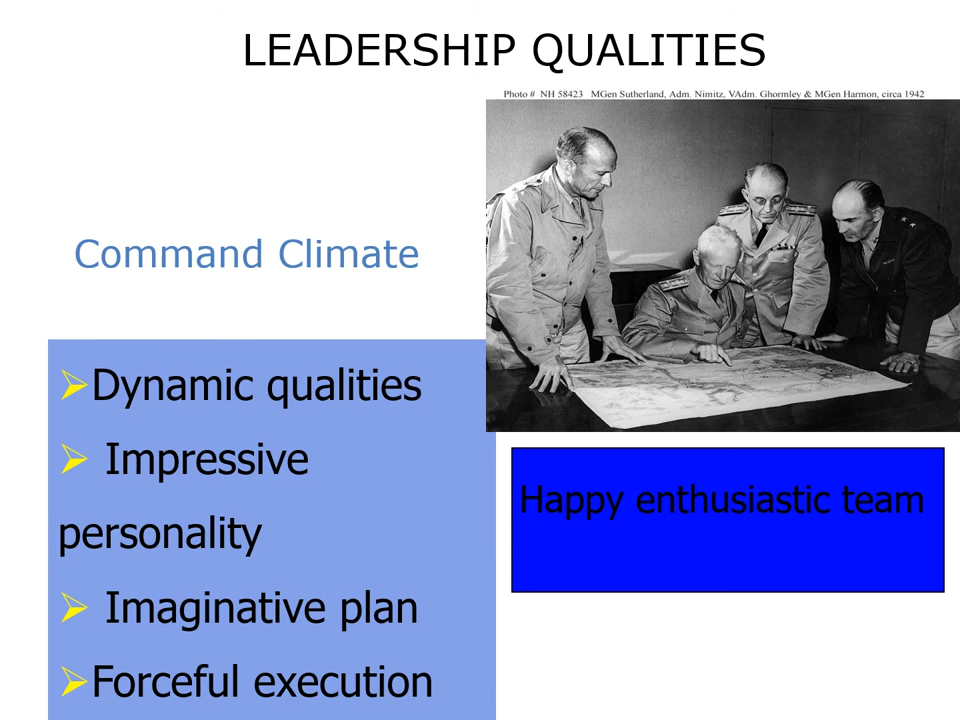 LEADERSHIP QUALITIES
Photo # NH 58423 MGen Sutherland, Adm. Nimitz, VAdm. Ghormley & MGen Harmon, circa 1942
Command Climate
➢Dynamic qualities
➢ Impressive
personality
➢ Imaginative plan
➢Forceful execution
Happy enthusiastic team